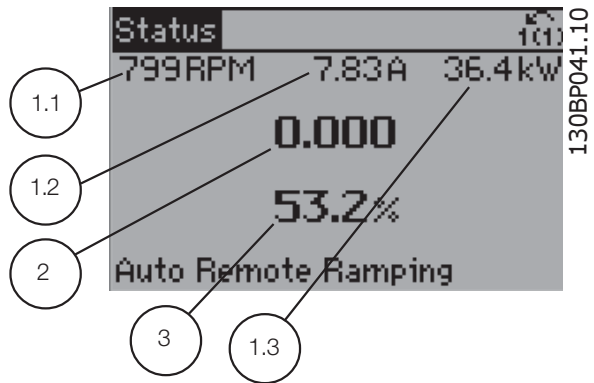 Status 1(1)
799RPM 7.83A 36.4kW
0.000
53.2%
Auto Remote Ramping
1.1
1.2
2
3
1.3
130BP041.10